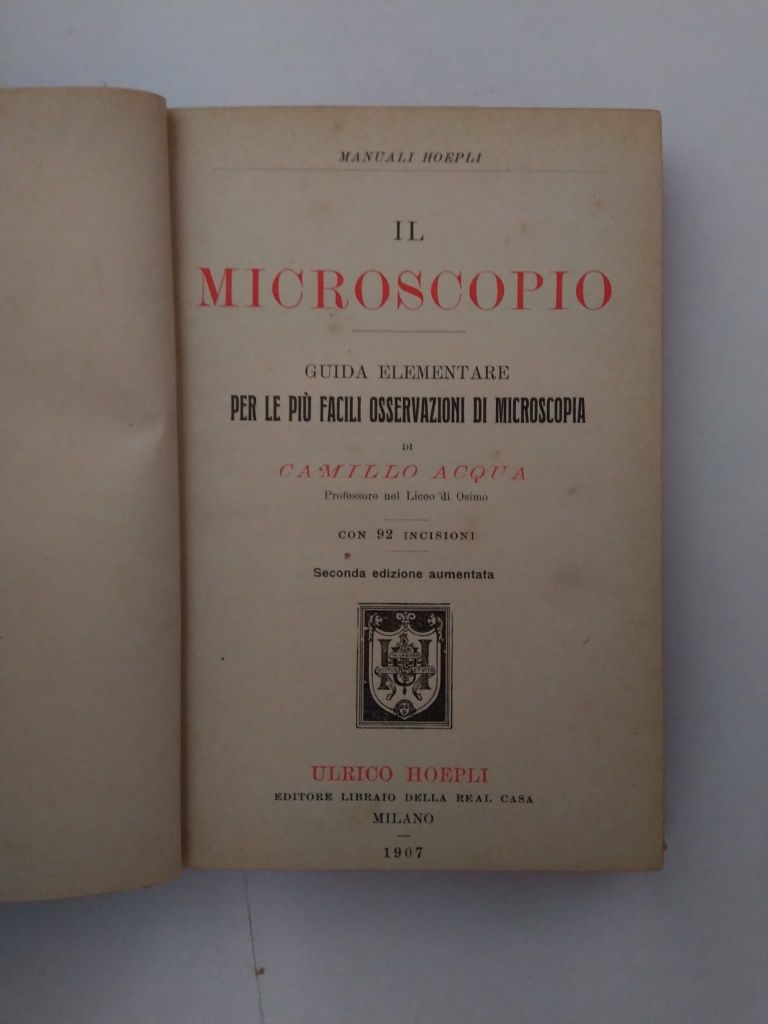 MANUALI HOEPLI
IL
MICROSCOPIO
GUIDA ELEMENTARE
PER LE PIÙ FACILI OSSERVAZIONI DI MICROSCOPIA
DI
CAMILLO ACQUA
Professore nel Liceo di Osimo
CON 92 INCISIONI
Seconda edizione aumentata
ULRICO HOEPLI
EDITORE LIBRAIO DELLA REAL CASA
MILANO
1907